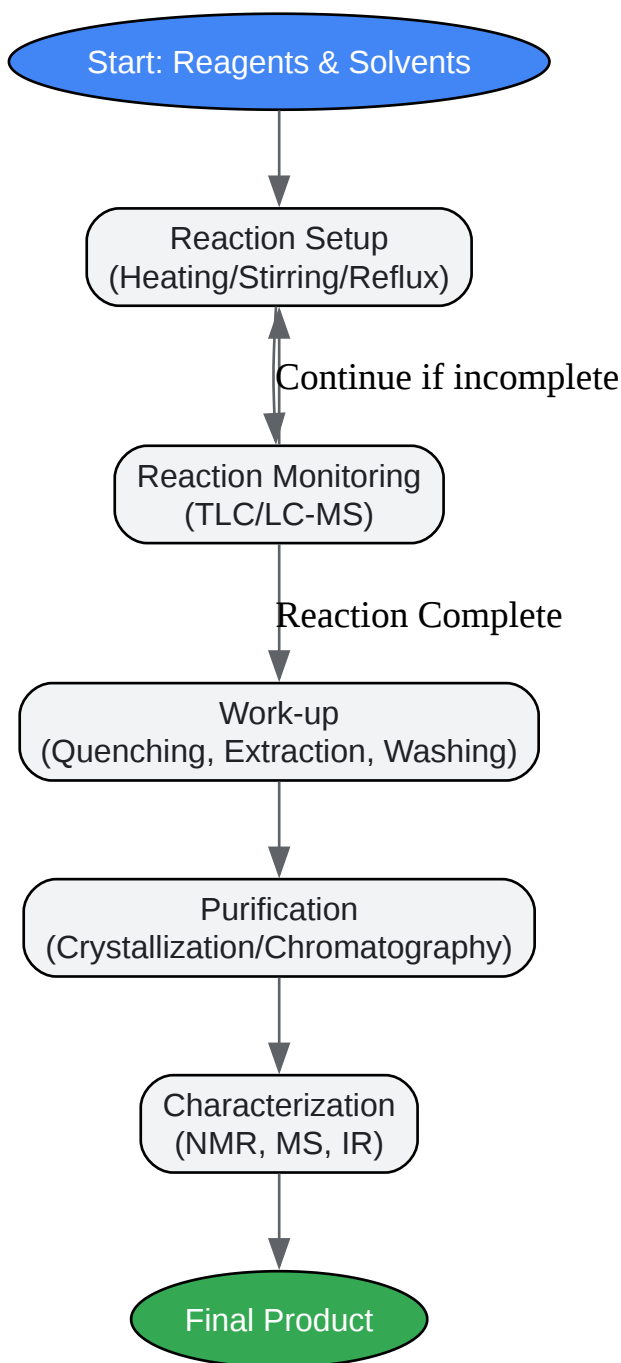 Start: Reagents & Solvents
Reaction Setup
(Heating/Stirring/Reflux)
Continue if incomplete
Reaction Monitoring
(TLC/LC-MS)
Reaction Complete
Work-up
(Quenching, Extraction, Washing)
Purification
(Crystallization/Chromatography)
Characterization
(NMR, MS, IR)
Final Product